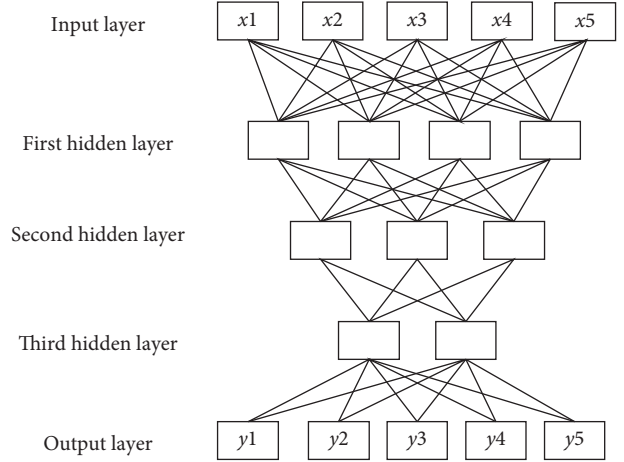 Input layer
x1 x2 x3 x4 x5
First hidden layer
Second hidden layer
Third hidden layer
Output layer
y1 y2 y3 y4 y5